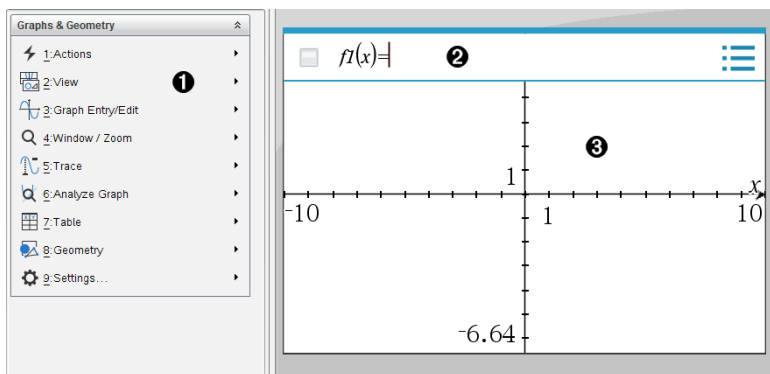 Graphs & Geometry
1:Actions
2:View
❶
3:Graph Entry/Edit
4:Window / Zoom
5:Trace
6:Analyze Graph
7:Table
8:Geometry
9:Settings...
f1(x)=
❷
❸
1
x
-10
1
10
-6.64